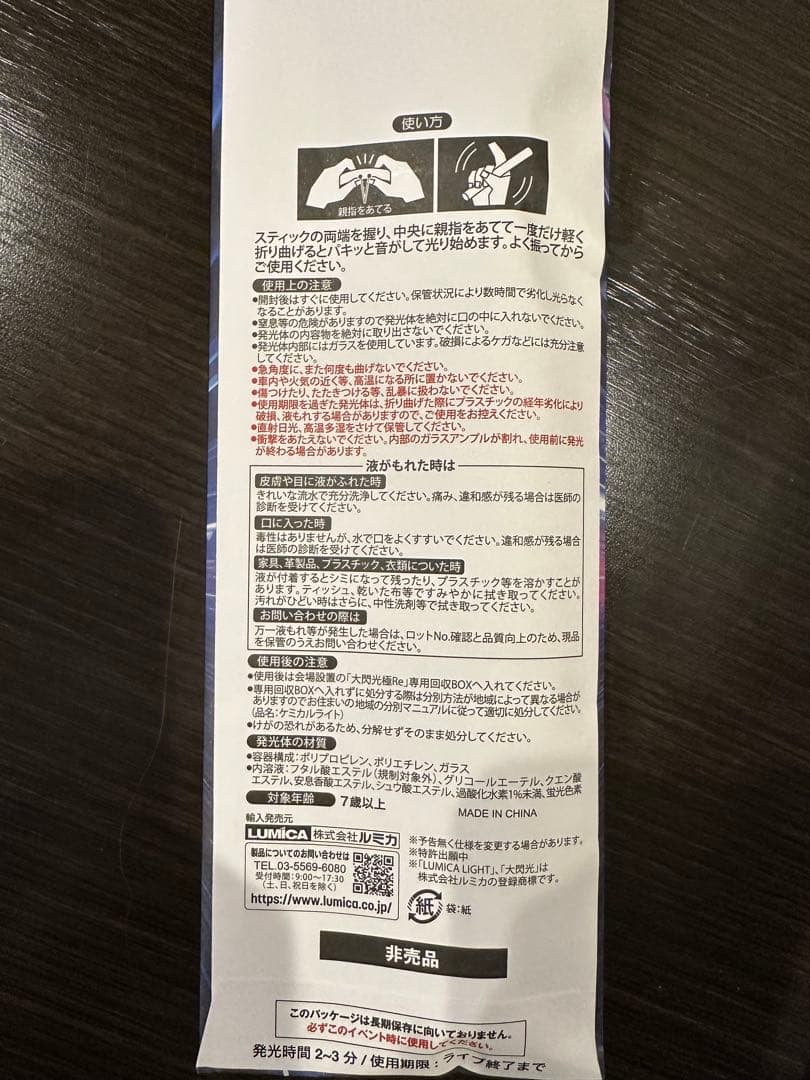 使い方
親指をあてる
スティックの両端を握り、中央に親指をあてて一度だけ軽く
折り曲げるとパキッと音がして光り始めます。よく振ってから
ご使用ください。
使用上の注意
●開封後はすぐに使用してください。保管状況により数時間で劣化し光らなく
なることがあります。
●窒息等の危険がありますので発光体を絶対に口の中に入れないでください。
●発光体の内容物を絶対に取り出さないでください。
●発光体内部にはガラスを使用しています。破損によるケガなどには充分注意
してください。
●急角度に、また何度も曲げないでください。
●車内や火気の近く等、高温になる所に置かないでください。
●傷つけたり、たたきつける等、乱暴に扱わないでください。
●使用期限を過ぎた発光体は、折り曲げた際にプラスチックの経年劣化により
破損、液もれする場合がありますので、ご使用をお控えください。
●直射日光、高温多湿をさけて保管してください。
●衝撃をあたえないでください。内部のガラスアンプルが割れ、使用前に発光
が終わる場合があります。
液がもれた時は
皮膚や目に液がふれた時
きれいな流水で充分洗浄してください。痛み、違和感が残る場合は医師の
診断を受けてください。
口に入った時
毒性はありませんが、水で口をよくすすいでください。違和感が残る場合
は医師の診断を受けてください。
家具、革製品、プラスチック、衣類についた時
液が付着するとシミになって残ったり、プラスチック等を溶かすことが
あります。ティッシュ、乾いた布等ですみやかに拭き取ってください。
汚れがひどい時はさらに、中性洗剤等で拭き取ってください。
お問い合わせの際は
万一液もれ等が発生した場合は、ロットNo.確認と品質向上のため、現品
を保管のうえお問い合わせください。
使用後の注意
●使用後は会場設置の「大閃光極Re」専用回収BOXへ入れてください。
●専用回収BOXへ入れずに処分する際は分別方法が地域によって異なる場合が
ありますのでお住まいの地域の分別マニュアルに従って適切に処分してください。
(品名:ケミカルライト)
●けがの恐れがあるため、分解せずそのまま処分してください。
発光体の材質
●容器構成:ポリプロピレン、ポリエチレン、ガラス
●内溶液:フタル酸エステル(規制対象外)、グリコールエーテル、クエン酸
エステル、安息香酸エステル、シュウ酸エステル、過酸化水素1%未満、蛍光色素
対象年齢 7歳以上
MADE IN CHINA
輸入発売元
LUMICA 株式会社ルミカ
製品についてのお問い合わせは
TEL.03-5569-6080
受付時間:9:00〜17:30
(土、日、祝日を除く)
https://www.lumica.co.jp/
※予告無く仕様を変更する場合があります。
※特許出願中
※「LUMICA LIGHT」、「大閃光」は
株式会社ルミカの登録商標です。
紙 袋:紙
非売品
このパッケージは長期保存に向いておりません。
必ずこのイベント時に使用してください。
発光時間 2~3 分/使用期限:ライブ終了まで